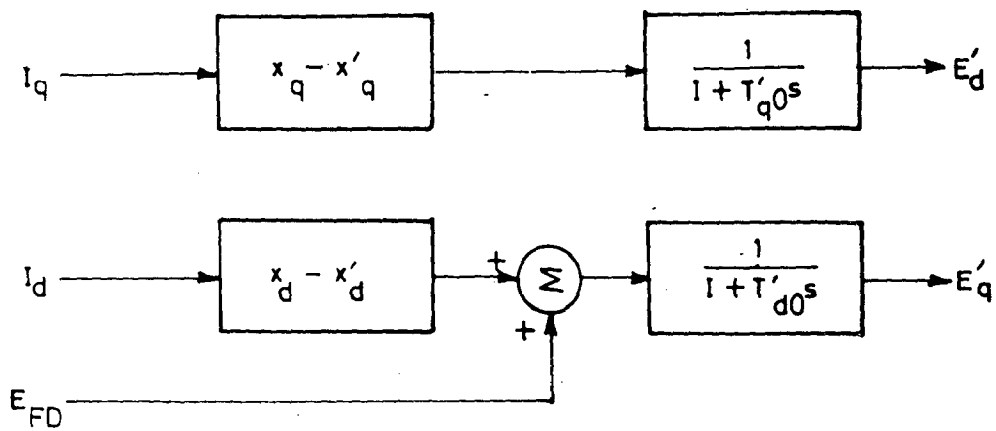 I_q
x_q − x'_q
1
1 + T'_q0 s
E'_d
I_d
x_d − x'_d
+
Σ
+
1
1 + T'_d0 s
E'_q
E_FD